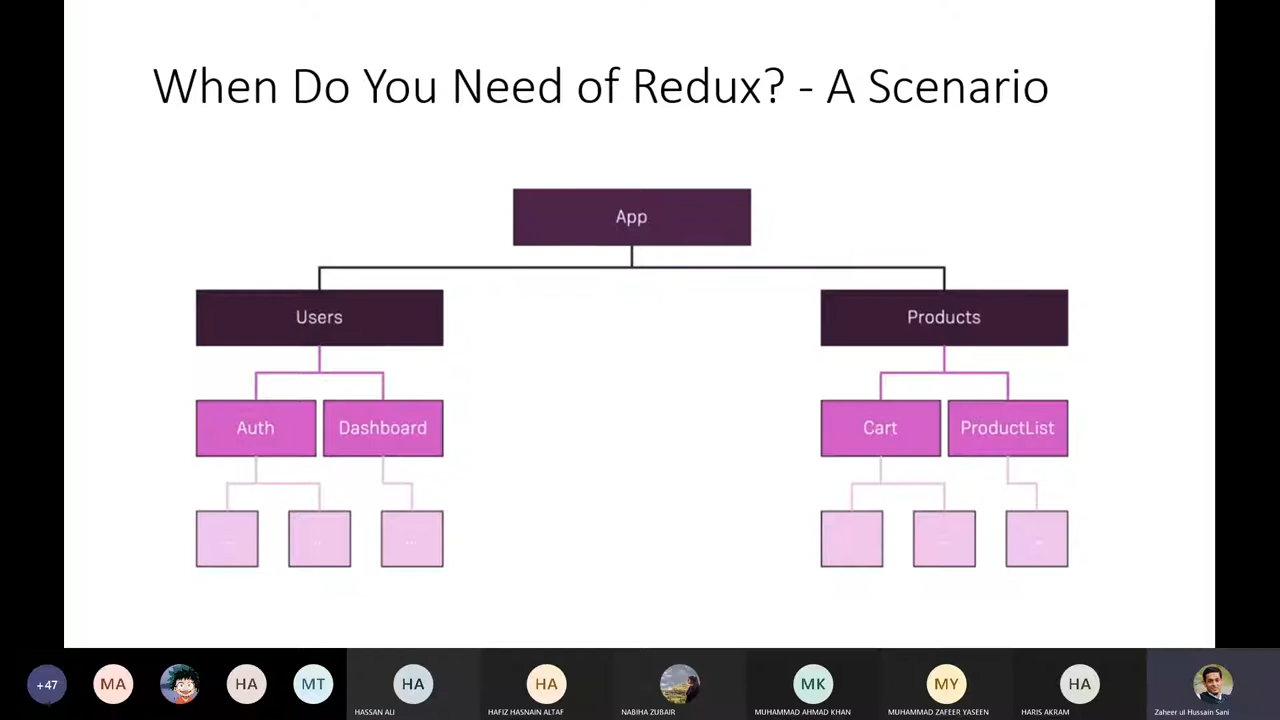 When Do You Need of Redux? - A Scenario
App
Users
Products
Auth
Dashboard
Cart
ProductList
...
...
...
...
...
+47
MA
HA
MT
HA
HA
MK
MY
HA
HASSAN ALI
HAFIZ HASNAIN ALTAF
NABIHA ZUBAIR
MUHAMMAD AHMAD KHAN
MUHAMMAD ZAFEER YASEEN
HARIS AKRAM
Zaheer ul Hussain Sani